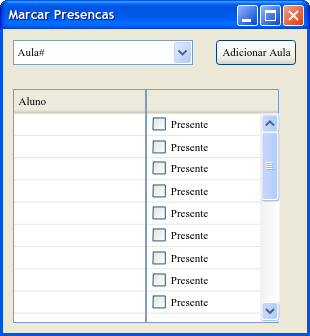 Marcar Presencas
Aula#
Adicionar Aula
Aluno
Presente
Presente
Presente
Presente
Presente
Presente
Presente
Presente
Presente